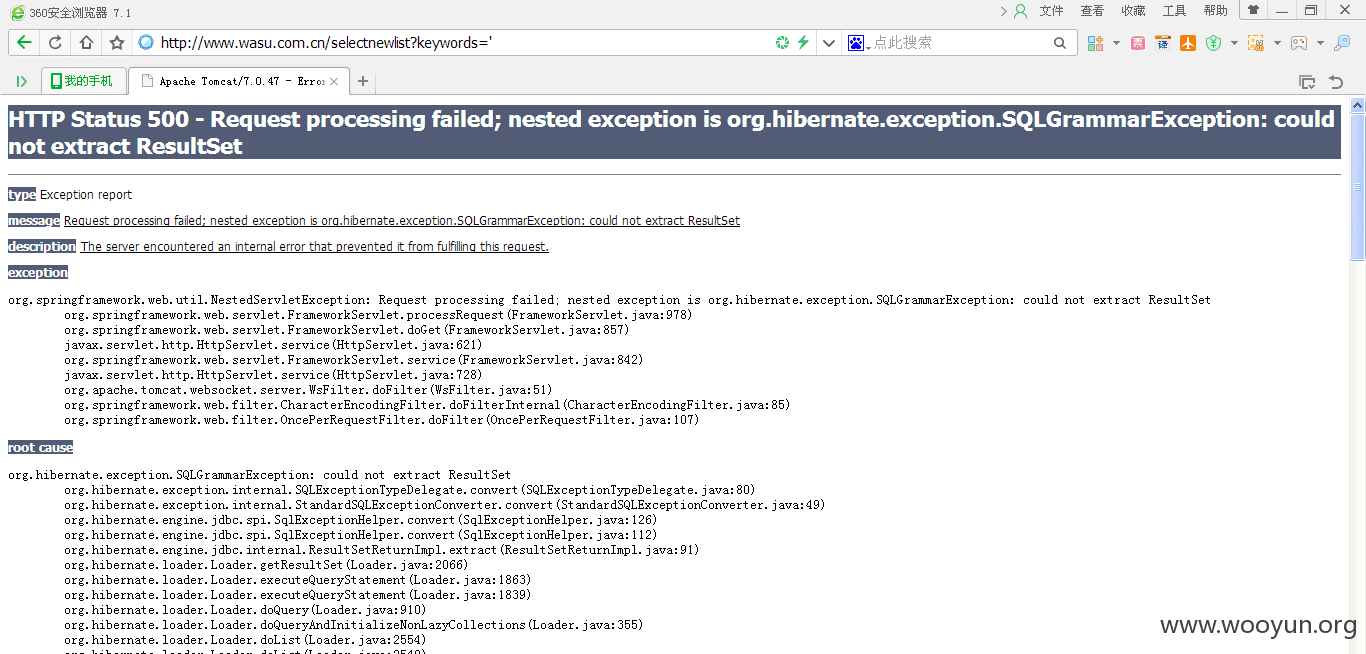 360安全浏览器 7.1
文件 查看 收藏 工具 帮助
http://www.wasu.com.cn/selectnewlist?keywords='
点此搜索
我的手机
Apache Tomcat/7.0.47 - Erro
HTTP Status 500 - Request processing failed; nested exception is org.hibernate.exception.SQLGrammarException: could
not extract ResultSet
type Exception report
message Request processing failed; nested exception is org.hibernate.exception.SQLGrammarException: could not extract ResultSet
description The server encountered an internal error that prevented it from fulfilling this request.
exception
org.springframework.web.util.NestedServletException: Request processing failed; nested exception is org.hibernate.exception.SQLGrammarException: could not extract ResultSet
org.springframework.web.servlet.FrameworkServlet.processRequest(FrameworkServlet.java:978)
org.springframework.web.servlet.FrameworkServlet.doGet(FrameworkServlet.java:857)
javax.servlet.http.HttpServlet.service(HttpServlet.java:621)
org.springframework.web.servlet.FrameworkServlet.service(FrameworkServlet.java:842)
javax.servlet.http.HttpServlet.service(HttpServlet.java:728)
org.apache.tomcat.websocket.server.WsFilter.doFilter(WsFilter.java:51)
org.springframework.web.filter.CharacterEncodingFilter.doFilterInternal(CharacterEncodingFilter.java:85)
org.springframework.web.filter.OncePerRequestFilter.doFilter(OncePerRequestFilter.java:107)
root cause
org.hibernate.exception.SQLGrammarException: could not extract ResultSet
org.hibernate.exception.internal.SQLExceptionTypeDelegate.convert(SQLExceptionTypeDelegate.java:80)
org.hibernate.exception.internal.StandardSQLExceptionConverter.convert(StandardSQLExceptionConverter.java:49)
org.hibernate.engine.jdbc.spi.SqlExceptionHelper.convert(SqlExceptionHelper.java:126)
org.hibernate.engine.jdbc.spi.SqlExceptionHelper.convert(SqlExceptionHelper.java:112)
org.hibernate.engine.jdbc.internal.ResultSetReturnImpl.extract(ResultSetReturnImpl.java:91)
org.hibernate.loader.Loader.getResultSet(Loader.java:2066)
org.hibernate.loader.Loader.executeQueryStatement(Loader.java:1863)
org.hibernate.loader.Loader.executeQueryStatement(Loader.java:1839)
org.hibernate.loader.Loader.doQuery(Loader.java:910)
org.hibernate.loader.Loader.doQueryAndInitializeNonLazyCollections(Loader.java:355)
org.hibernate.loader.Loader.doList(Loader.java:2554)
www.wooyun.org